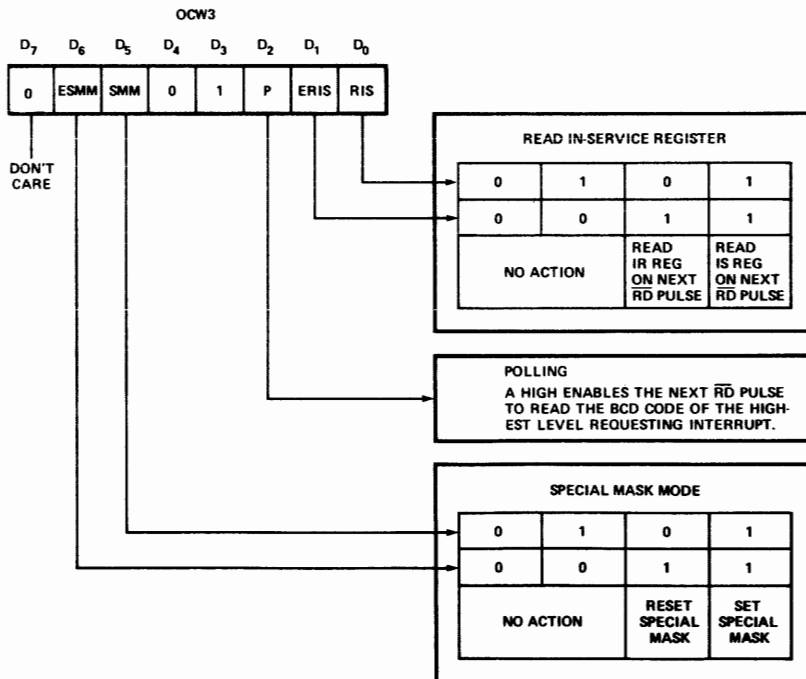 OCW3
D7 D6 D5 D4 D3 D2 D1 D0
0 ESMM SMM 0 1 P ERIS RIS
DON'T
CARE
READ IN-SERVICE REGISTER
0 1 0 1
0 0 1 1
NO ACTION
READ
IR REG
ON NEXT
RD PULSE
READ
IS REG
ON NEXT
RD PULSE
POLLING
A HIGH ENABLES THE NEXT RD PULSE
TO READ THE BCD CODE OF THE HIGH-
EST LEVEL REQUESTING INTERRUPT.
SPECIAL MASK MODE
0 1 0 1
0 0 1 1
NO ACTION
RESET
SPECIAL
MASK
SET
SPECIAL
MASK